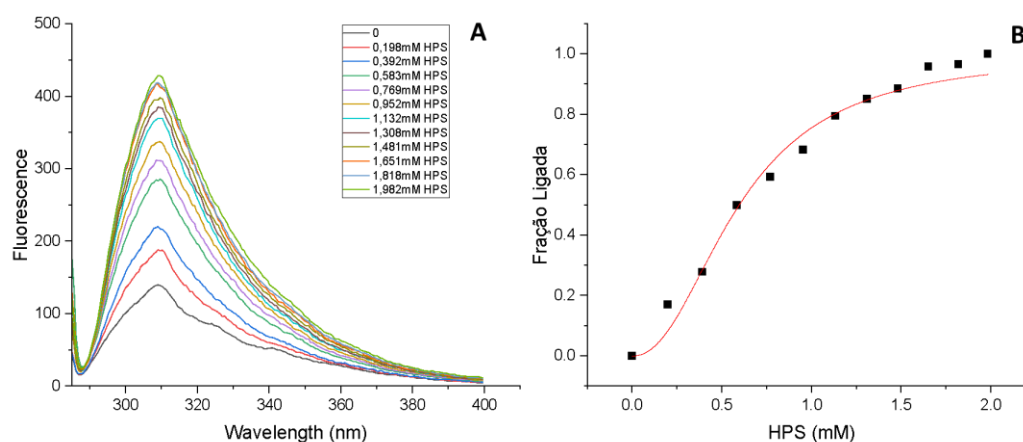 A
500
400
300
200
100
0
Fluorescence
300
320
340
360
380
400
Wavelength (nm)
0
0,198mM HPS
0,392mM HPS
0,583mM HPS
0,769mM HPS
0,952mM HPS
1,132mM HPS
1,308mM HPS
1,481mM HPS
1,651mM HPS
1,818mM HPS
1,982mM HPS
B
1.0
0.8
0.6
0.4
0.2
0.0
Fração Ligada
0.0
0.5
1.0
1.5
2.0
HPS (mM)